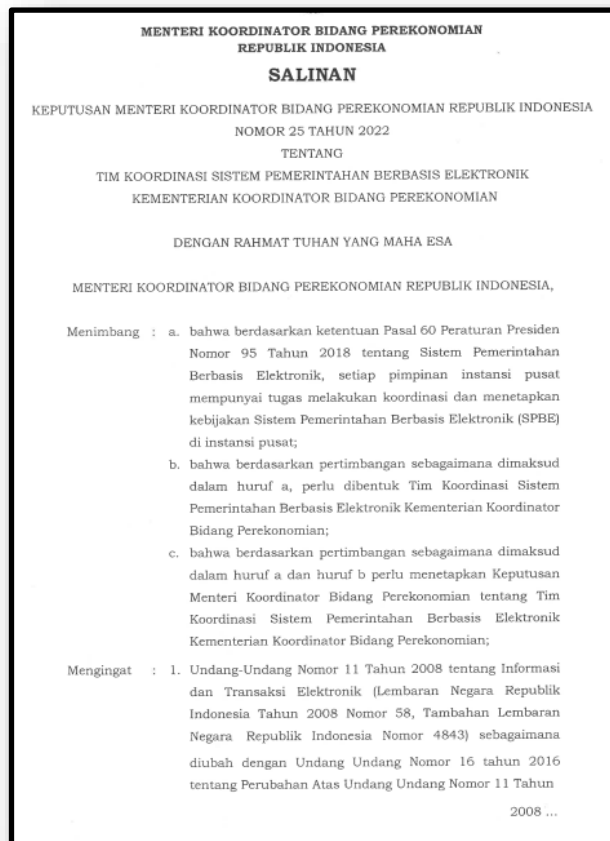 MENTERI KOORDINATOR BIDANG PEREKONOMIAN
REPUBLIK INDONESIA
SALINAN
KEPUTUSAN MENTERI KOORDINATOR BIDANG PEREKONOMIAN REPUBLIK INDONESIA
NOMOR 25 TAHUN 2022
TENTANG
TIM KOORDINASI SISTEM PEMERINTAHAN BERBASIS ELEKTRONIK
KEMENTERIAN KOORDINATOR BIDANG PEREKONOMIAN
DENGAN RAHMAT TUHAN YANG MAHA ESA
MENTERI KOORDINATOR BIDANG PEREKONOMIAN REPUBLIK INDONESIA,
Menimbang : a. bahwa berdasarkan ketentuan Pasal 60 Peraturan Presiden
Nomor 95 Tahun 2018 tentang Sistem Pemerintahan
Berbasis Elektronik, setiap pimpinan instansi pusat
mempunyai tugas melakukan koordinasi dan menetapkan
kebijakan Sistem Pemerintahan Berbasis Elektronik (SPBE)
di instansi pusat;
b. bahwa berdasarkan pertimbangan sebagaimana dimaksud
dalam huruf a, perlu dibentuk Tim Koordinasi Sistem
Pemerintahan Berbasis Elektronik Kementerian Koordinator
Bidang Perekonomian;
c. bahwa berdasarkan pertimbangan sebagaimana dimaksud
dalam huruf a dan huruf b perlu menetapkan Keputusan
Menteri Koordinator Bidang Perekonomian tentang Tim
Koordinasi Sistem Pemerintahan Berbasis Elektronik
Kementerian Koordinator Bidang Perekonomian;
Mengingat : 1. Undang-Undang Nomor 11 Tahun 2008 tentang Informasi
dan Transaksi Elektronik (Lembaran Negara Republik
Indonesia Tahun 2008 Nomor 58, Tambahan Lembaran
Negara Republik Indonesia Nomor 4843) sebagaimana
diubah dengan Undang Undang Nomor 16 tahun 2016
tentang Perubahan Atas Undang Undang Nomor 11 Tahun
2008 ...